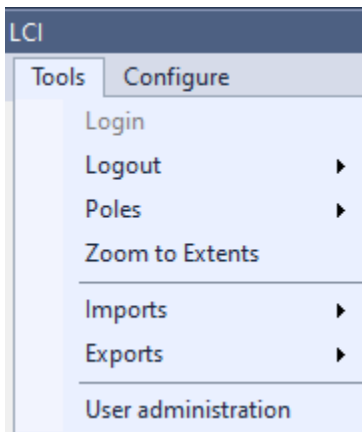 LCI
Tools Configure
Login
Logout
Poles
Zoom to Extents
Imports
Exports
User administration